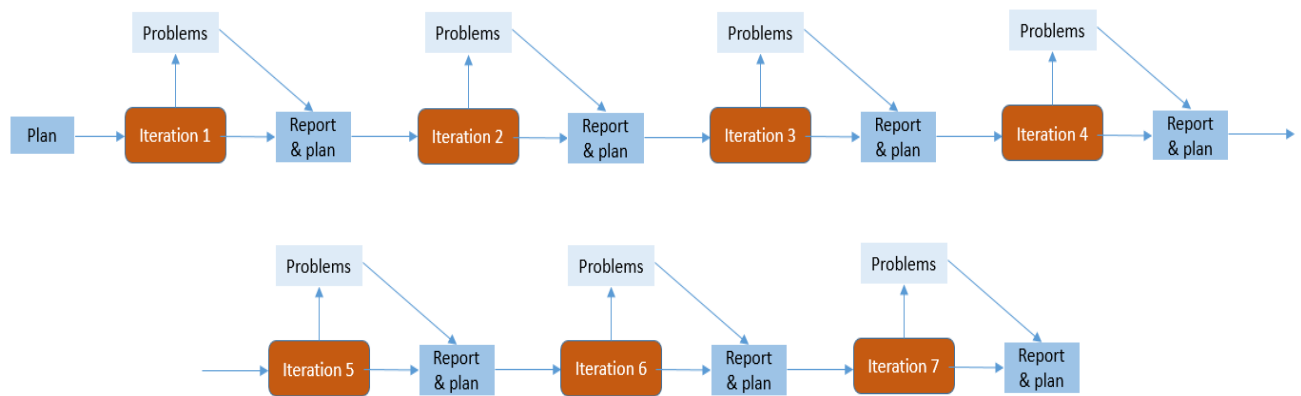 Problems
Problems
Problems
Problems
Plan
Iteration 1
Report
& plan
Iteration 2
Report
& plan
Iteration 3
Report
& plan
Iteration 4
Report
& plan
Problems
Problems
Problems
Iteration 5
Report
& plan
Iteration 6
Report
& plan
Iteration 7
Report
& plan